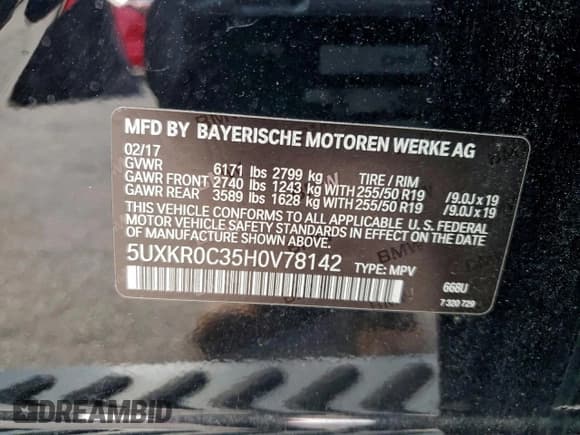 MFD BY BAYERISCHE MOTOREN WERKE AG
02/17
GVWR 6171 lbs 2799 kg TIRE / RIM
GAWR FRONT 2740 lbs 1243 kg WITH 255/50 R19 /9.0J x 19
GAWR REAR 3589 lbs 1628 kg WITH 255/50 R19 /9.0J x 19
THIS VEHICLE CONFORMS TO ALL APPLICABLE U. S. FEDERAL
MOTOR VEHICLE SAFETY STANDARDS IN EFFECT ON THE DATE
OF MANUFACTURE SHOWN ABOVE.
5UXKR0C35H0V78142 TYPE: MPV
668U
7 320 729
DREAMBID